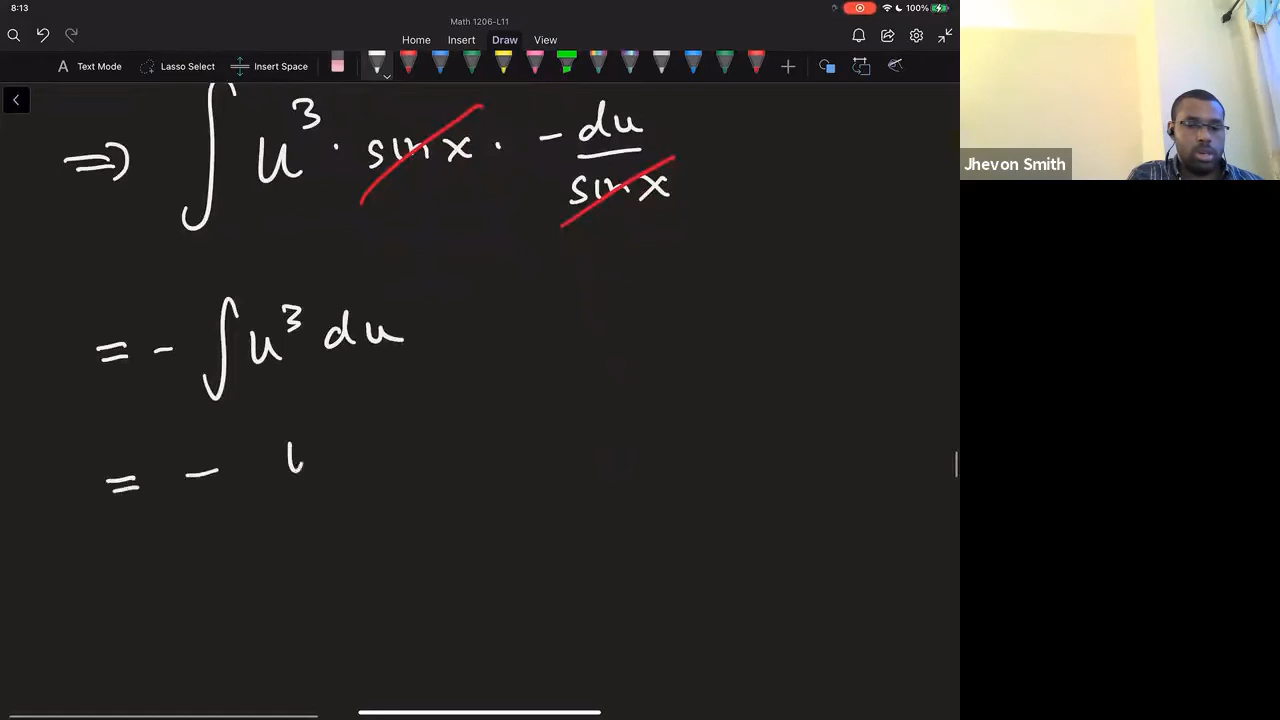 8:13
100%
Math 1206-L11
Home Insert Draw View
Text Mode Lasso Select Insert Space
Jhevon Smith
⇒ ∫ u³ · sin x · - du/sin x
= - ∫ u³ du
= -